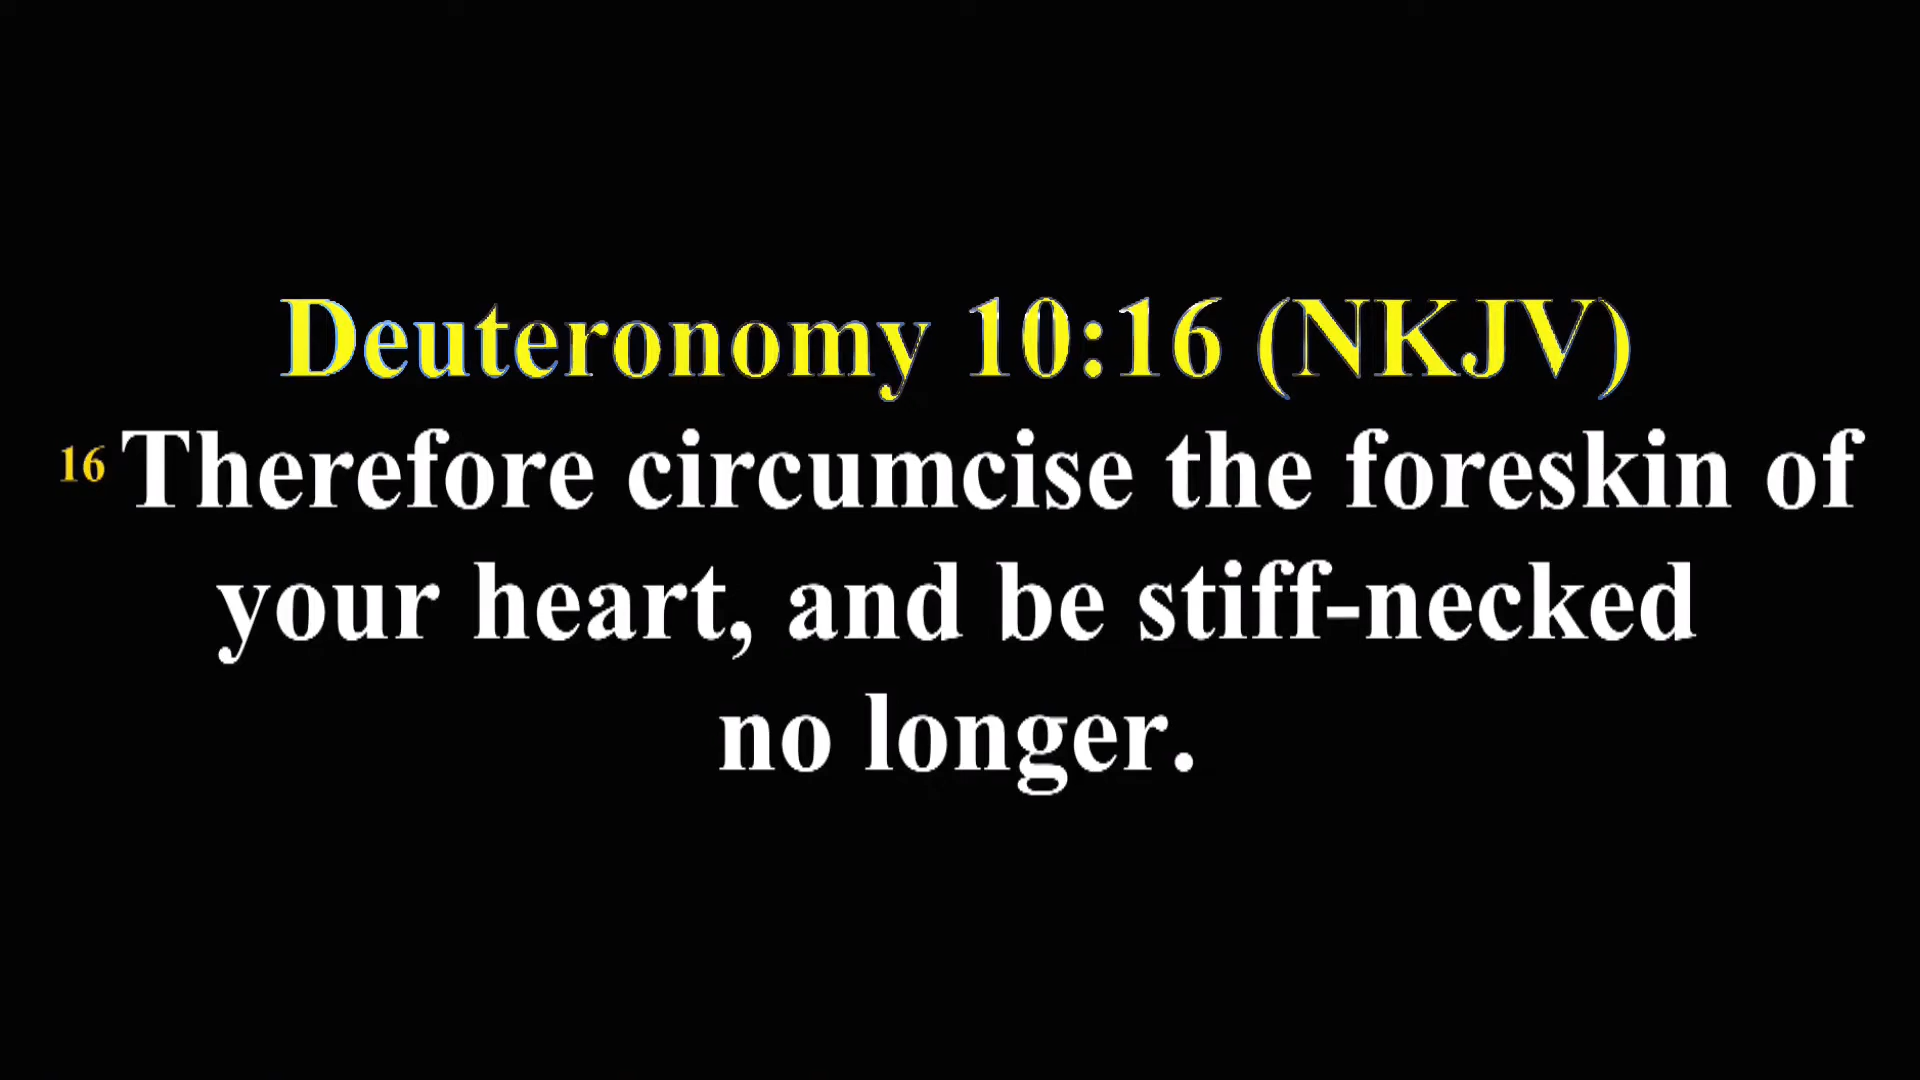 Deuteronomy 10:16 (NKJV)
16 Therefore circumcise the foreskin of
your heart, and be stiff-necked
no longer.